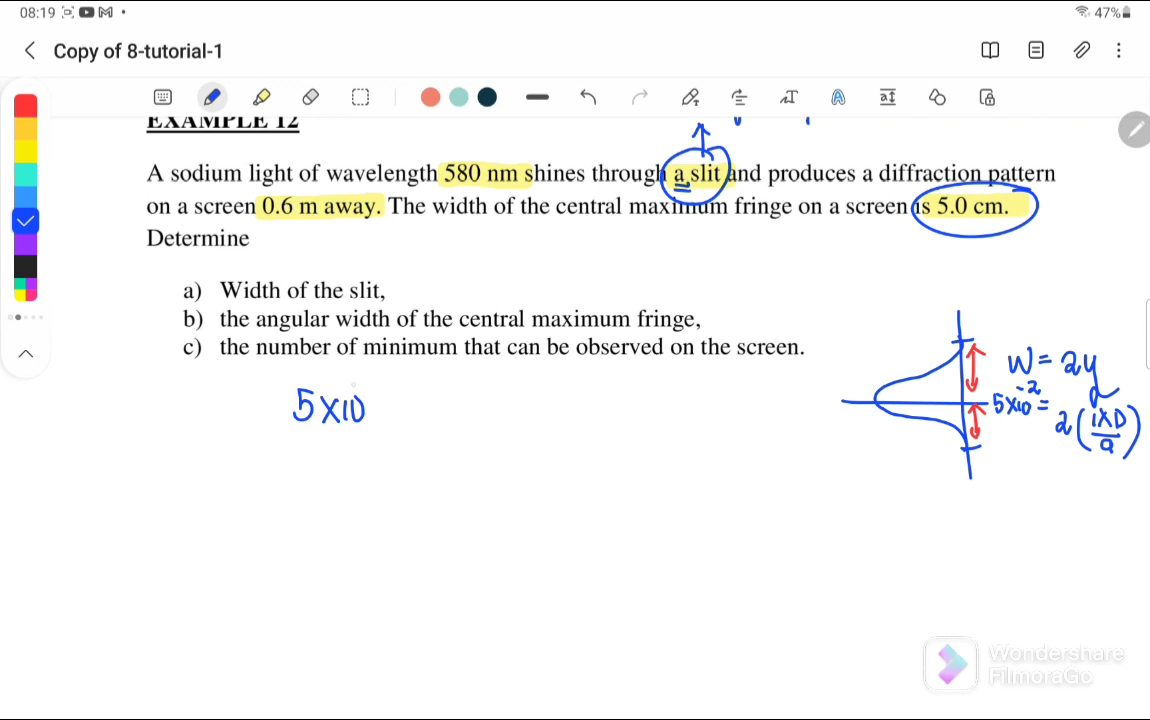 08:19
47%
Copy of 8-tutorial-1
EXAMPLE 12
A sodium light of wavelength 580 nm shines through a slit and produces a diffraction pattern
on a screen 0.6 m away. The width of the central maximum fringe on a screen is 5.0 cm.
Determine
a) Width of the slit,
b) the angular width of the central maximum fringe,
c) the number of minimum that can be observed on the screen.
W = 2y
5x10⁻² = 2(1λD/a)
5x10
Wondershare
FilmoraGo